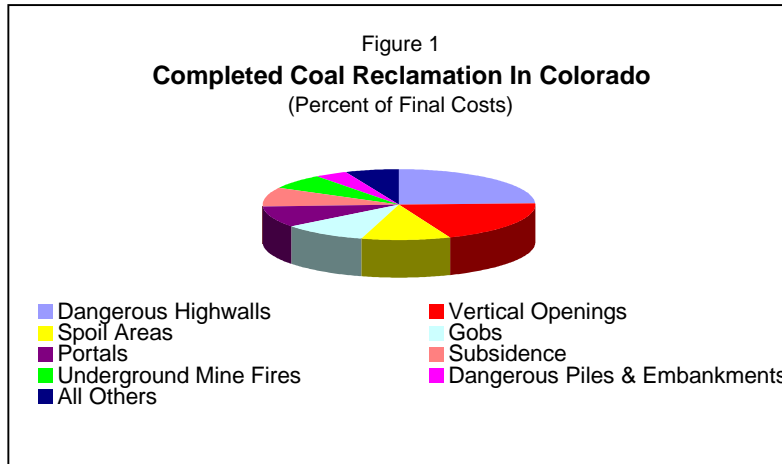 Figure 1
Completed Coal Reclamation In Colorado
(Percent of Final Costs)
Dangerous Highwalls
Vertical Openings
Spoil Areas
Gobs
Portals
Subsidence
Underground Mine Fires
Dangerous Piles & Embankments
All Others